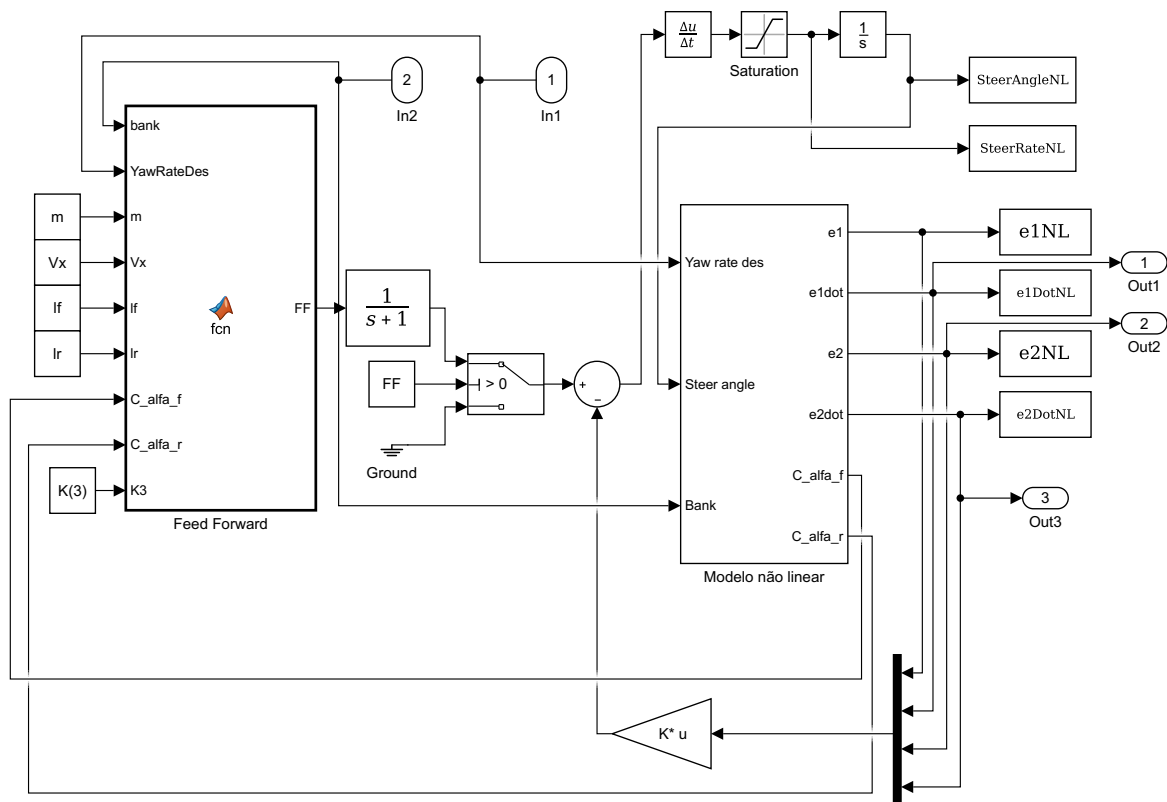 Δu
Δt
Saturation
1
s
SteerAngleNL
SteerRateNL
2
In2
1
In1
bank
YawRateDes
m
Vx
lf
lr
C_alfa_f
C_alfa_r
K3
m
Vx
lf
lr
K(3)
fcn
FF
Feed Forward
1
s + 1
FF
> 0
Ground
+
−
Yaw rate des
Steer angle
Bank
e1
e1dot
e2
e2dot
C_alfa_f
C_alfa_r
Modelo não linear
e1NL
e1DotNL
e2NL
e2DotNL
1
Out1
2
Out2
3
Out3
K* u